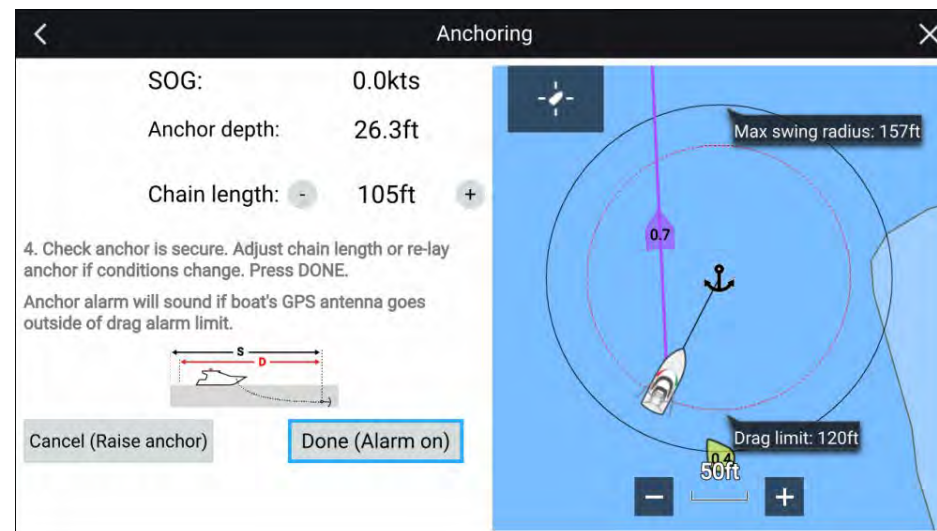 Anchoring
SOG: 0.0kts
Anchor depth: 26.3ft
Chain length: - 105ft +
4. Check anchor is secure. Adjust chain length or re-lay
anchor if conditions change. Press DONE.
Anchor alarm will sound if boat's GPS antenna goes
outside of drag alarm limit.
S
D
Cancel (Raise anchor)
Done (Alarm on)
Max swing radius: 157ft
0.7
Drag limit: 120ft
0.4
50ft